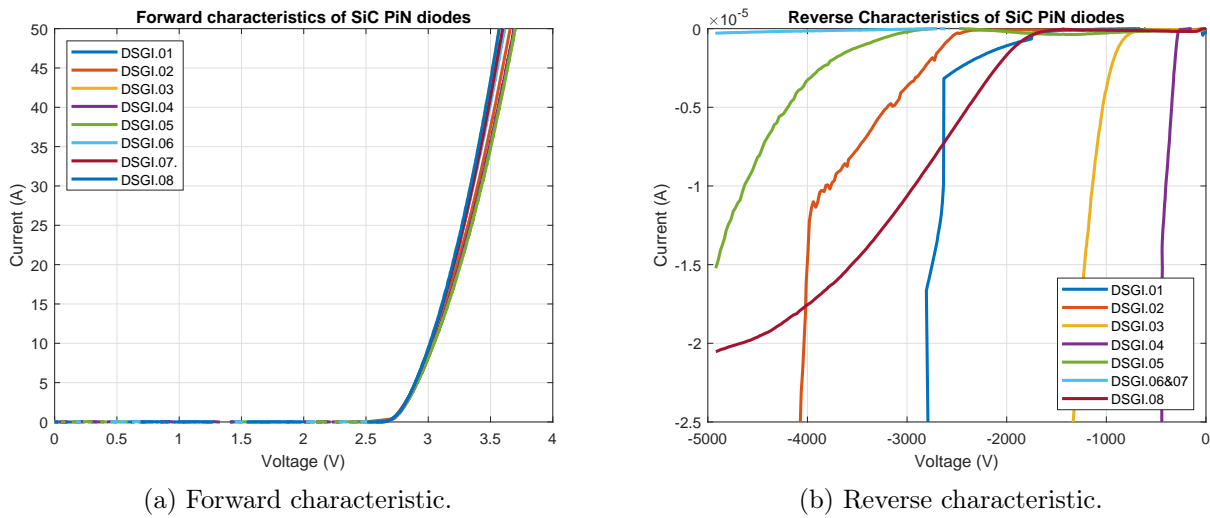 Forward characteristics of SiC PiN diodes
50
45
40
35
30
25
20
15
10
5
0
Current (A)
DSGI.01
DSGI.02
DSGI.03
DSGI.04
DSGI.05
DSGI.06
DSGI.07.
DSGI.08
0 0.5 1 1.5 2 2.5 3 3.5 4
Voltage (V)
(a) Forward characteristic.
Reverse Characteristics of SiC PiN diodes
×10-5
0
-0.5
-1
-1.5
-2
-2.5
Current (A)
DSGI.01
DSGI.02
DSGI.03
DSGI.04
DSGI.05
DSGI.06&07
DSGI.08
-5000 -4000 -3000 -2000 -1000 0
Voltage (V)
(b) Reverse characteristic.